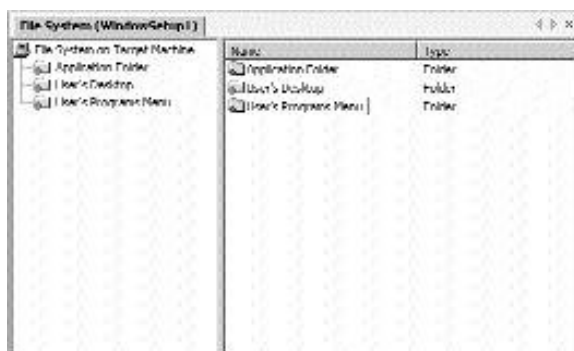 File System (WindowSetup1)
File System on Target Machine
Application Folder
User's Desktop
User's Programs Menu
Name Type
Application Folder Folder
User's Desktop Folder
User's Programs Menu Folder